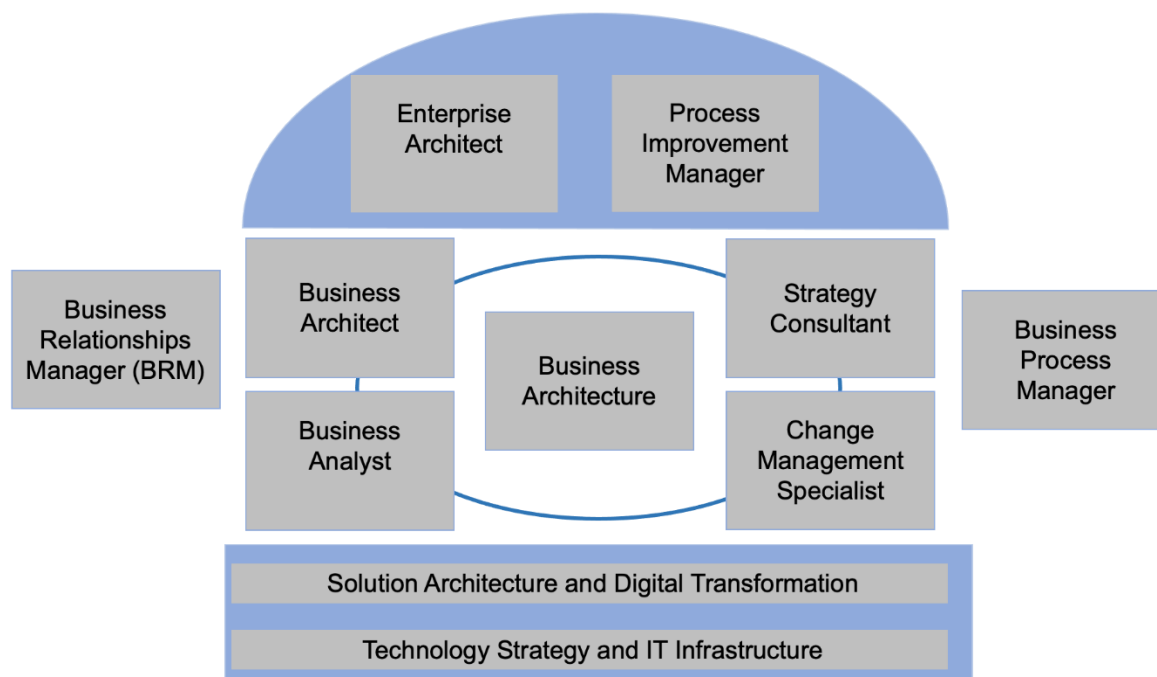 Enterprise
Architect
Process
Improvement
Manager
Business
Relationships
Manager (BRM)
Business
Architect
Business
Architecture
Strategy
Consultant
Business
Process
Manager
Business
Analyst
Change
Management
Specialist
Solution Architecture and Digital Transformation
Technology Strategy and IT Infrastructure